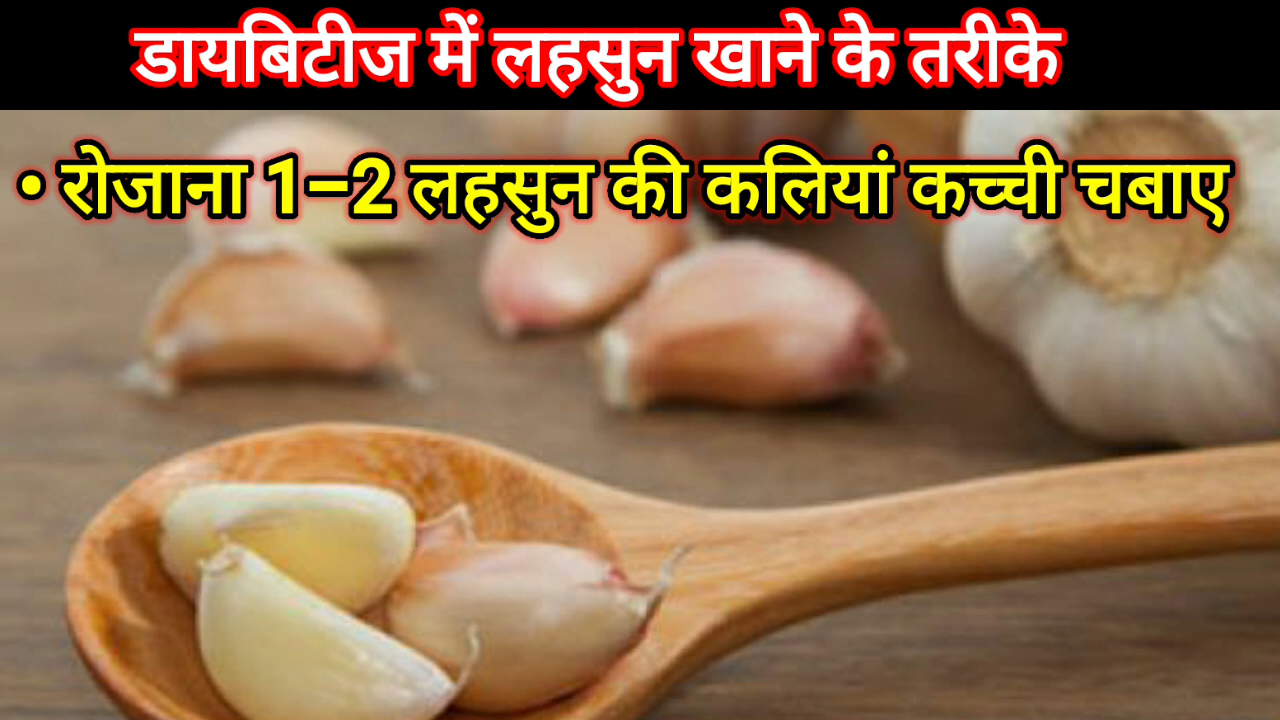 डायबिटीज में लहसुन खाने के तरीके
• रोजाना 1–2 लहसुन की कलियां कच्ची चबाए